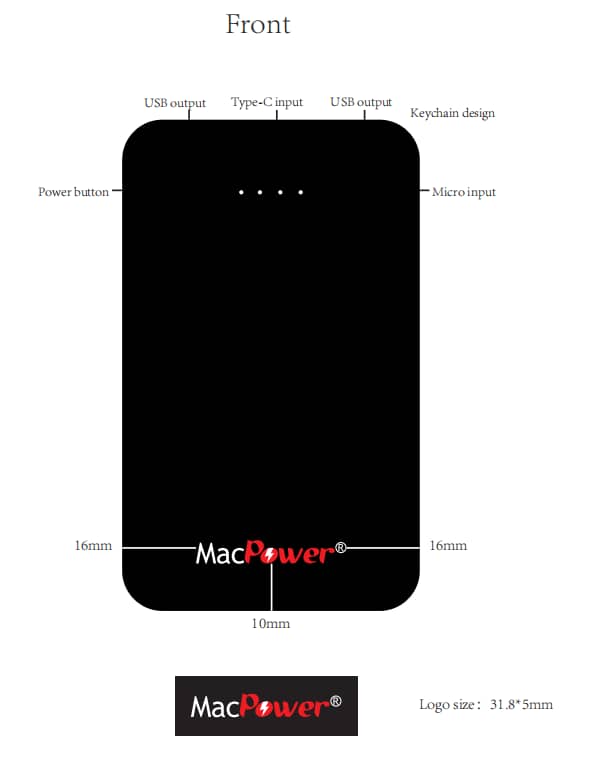 Front
USB output Type-C input USB output
Keychain design
Power button
Micro input
16mm MacPower® 16mm
10mm
MacPower®
Logo size: 31.8*5mm